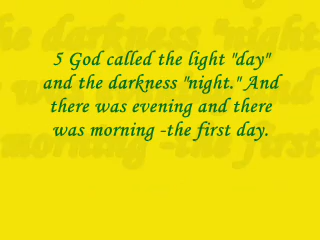 5 God called the light "day"
and the darkness "night." And
there was evening and there
was morning -the first day.